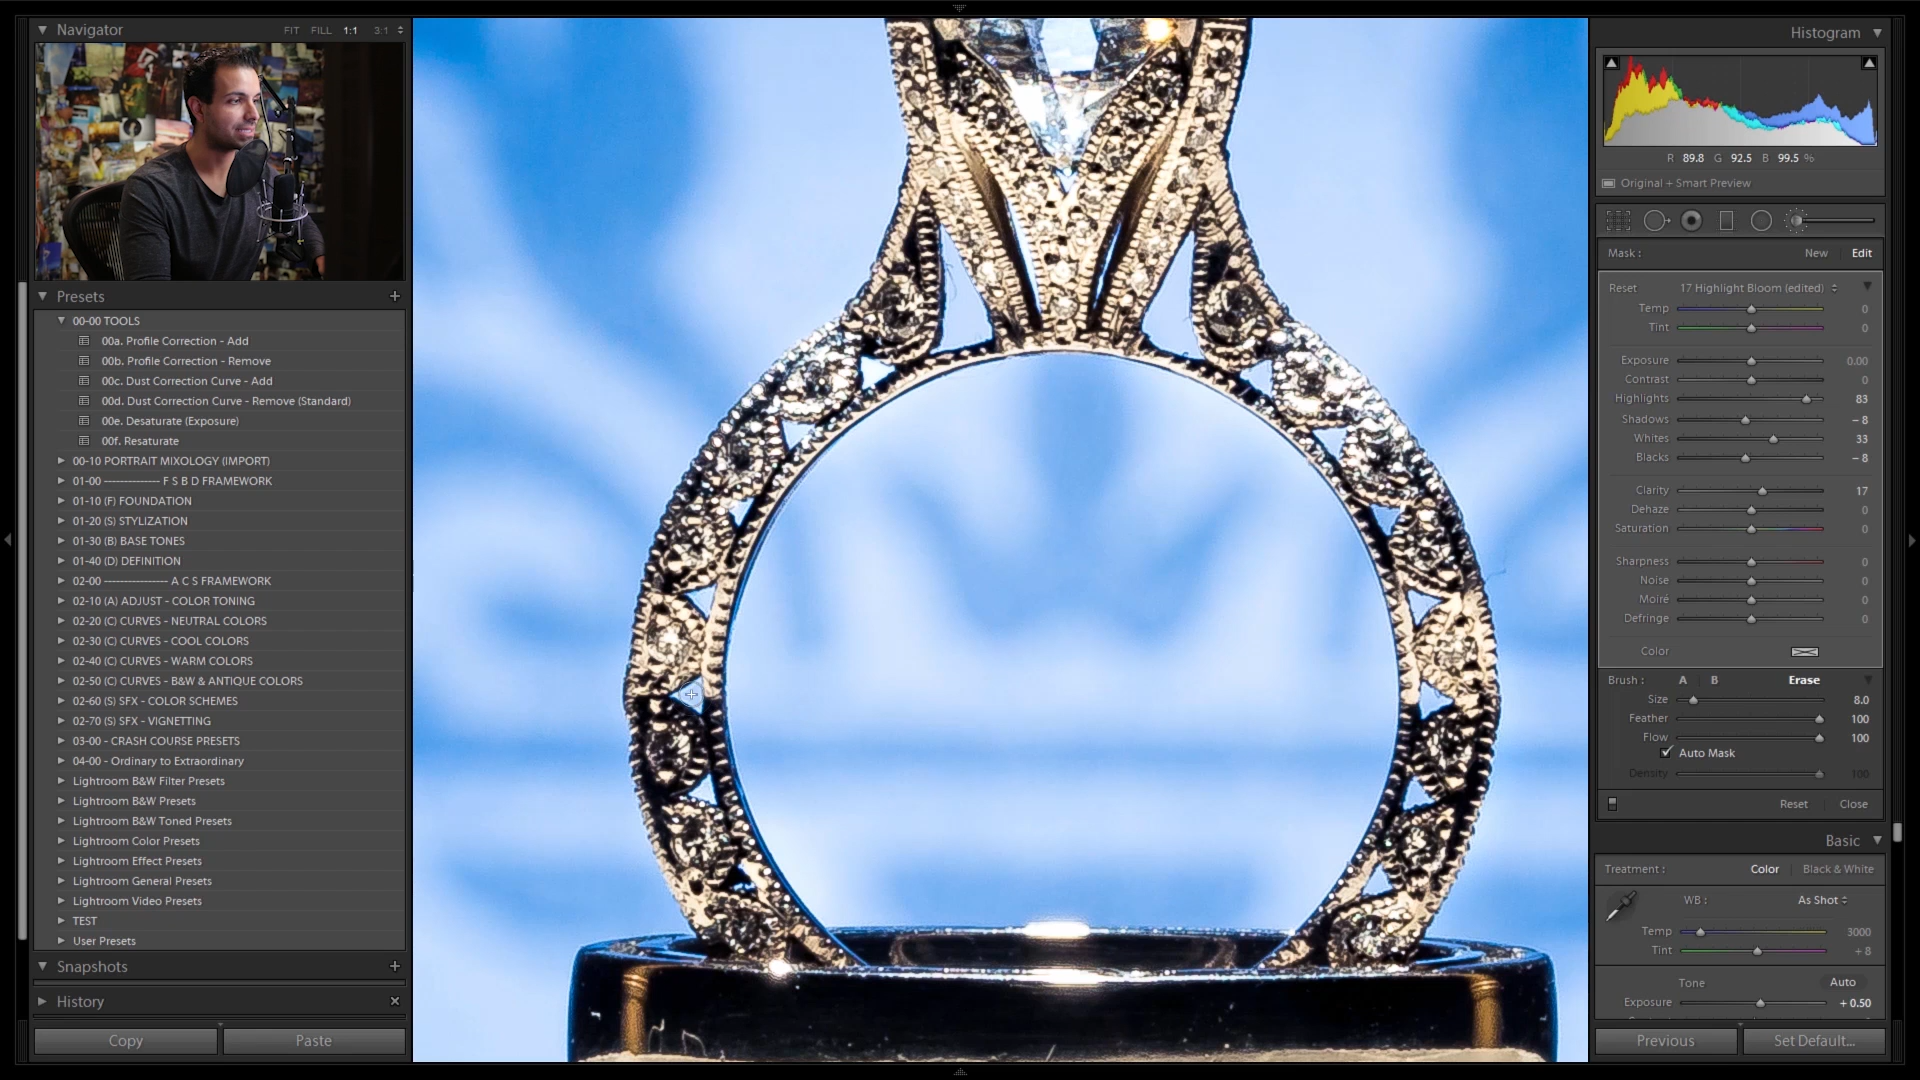 Navigator FIT FILL 1:1 3:1
Presets
00-00 TOOLS
00a. Profile Correction - Add
00b. Profile Correction - Remove
00c. Dust Correction Curve - Add
00d. Dust Correction Curve - Remove (Standard)
00e. Desaturate (Exposure)
00f. Resaturate
00-10 PORTRAIT MIXOLOGY (IMPORT)
01-00 -------------- F S B D FRAMEWORK
01-10 (F) FOUNDATION
01-20 (S) STYLIZATION
01-30 (B) BASE TONES
01-40 (D) DEFINITION
02-00 ---------------- A C S FRAMEWORK
02-10 (A) ADJUST - COLOR TONING
02-20 (C) CURVES - NEUTRAL COLORS
02-30 (C) CURVES - COOL COLORS
02-40 (C) CURVES - WARM COLORS
02-50 (C) CURVES - B&W & ANTIQUE COLORS
02-60 (S) SFX - COLOR SCHEMES
02-70 (S) SFX - VIGNETTING
03-00 - CRASH COURSE PRESETS
04-00 - Ordinary to Extraordinary
Lightroom B&W Filter Presets
Lightroom B&W Presets
Lightroom B&W Toned Presets
Lightroom Color Presets
Lightroom Effect Presets
Lightroom General Presets
Lightroom Video Presets
TEST
User Presets
Snapshots
History
Copy Paste
Histogram
R 89.8 G 92.5 B 99.5 %
Original + Smart Preview
Mask : New Edit
Reset 17 Highlight Bloom (edited)
Temp 0
Tint 0
Exposure 0.00
Contrast 0
Highlights 83
Shadows – 8
Whites 33
Blacks – 8
Clarity 17
Dehaze 0
Saturation 0
Sharpness 0
Noise 0
Moiré 0
Defringe 0
Color
Brush : A B Erase
Size 8.0
Feather 100
Flow 100
Auto Mask
Density 100
Reset Close
Basic
Treatment : Color Black & White
WB : As Shot
Temp 3000
Tint + 8
Tone Auto
Exposure + 0.50
Previous Set Default...